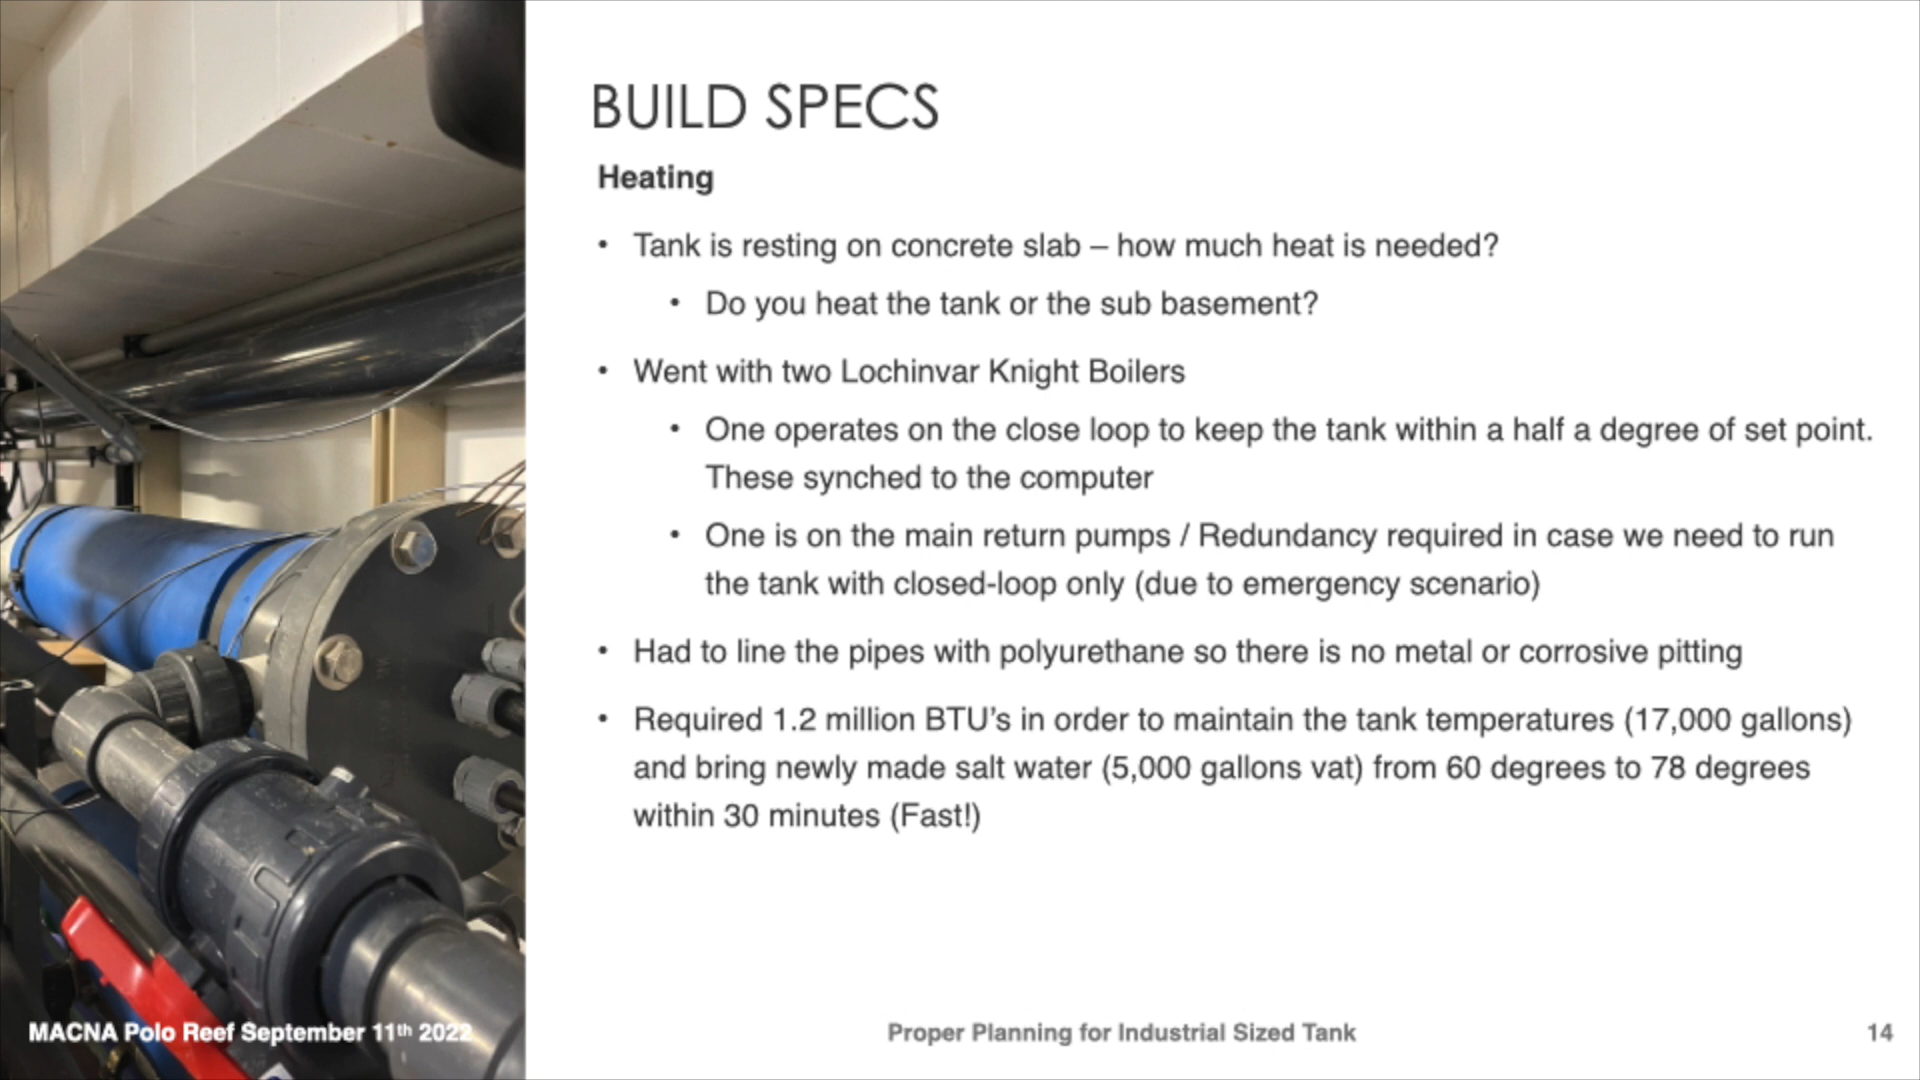 BUILD SPECS
Heating
• Tank is resting on concrete slab – how much heat is needed?
• Do you heat the tank or the sub basement?
• Went with two Lochinvar Knight Boilers
• One operates on the close loop to keep the tank within a half a degree of set point.
These synched to the computer
• One is on the main return pumps / Redundancy required in case we need to run
the tank with closed-loop only (due to emergency scenario)
• Had to line the pipes with polyurethane so there is no metal or corrosive pitting
• Required 1.2 million BTU’s in order to maintain the tank temperatures (17,000 gallons)
and bring newly made salt water (5,000 gallons vat) from 60 degrees to 78 degrees
within 30 minutes (Fast!)
MACNA Polo Reef September 11th 2022
Proper Planning for Industrial Sized Tank
14